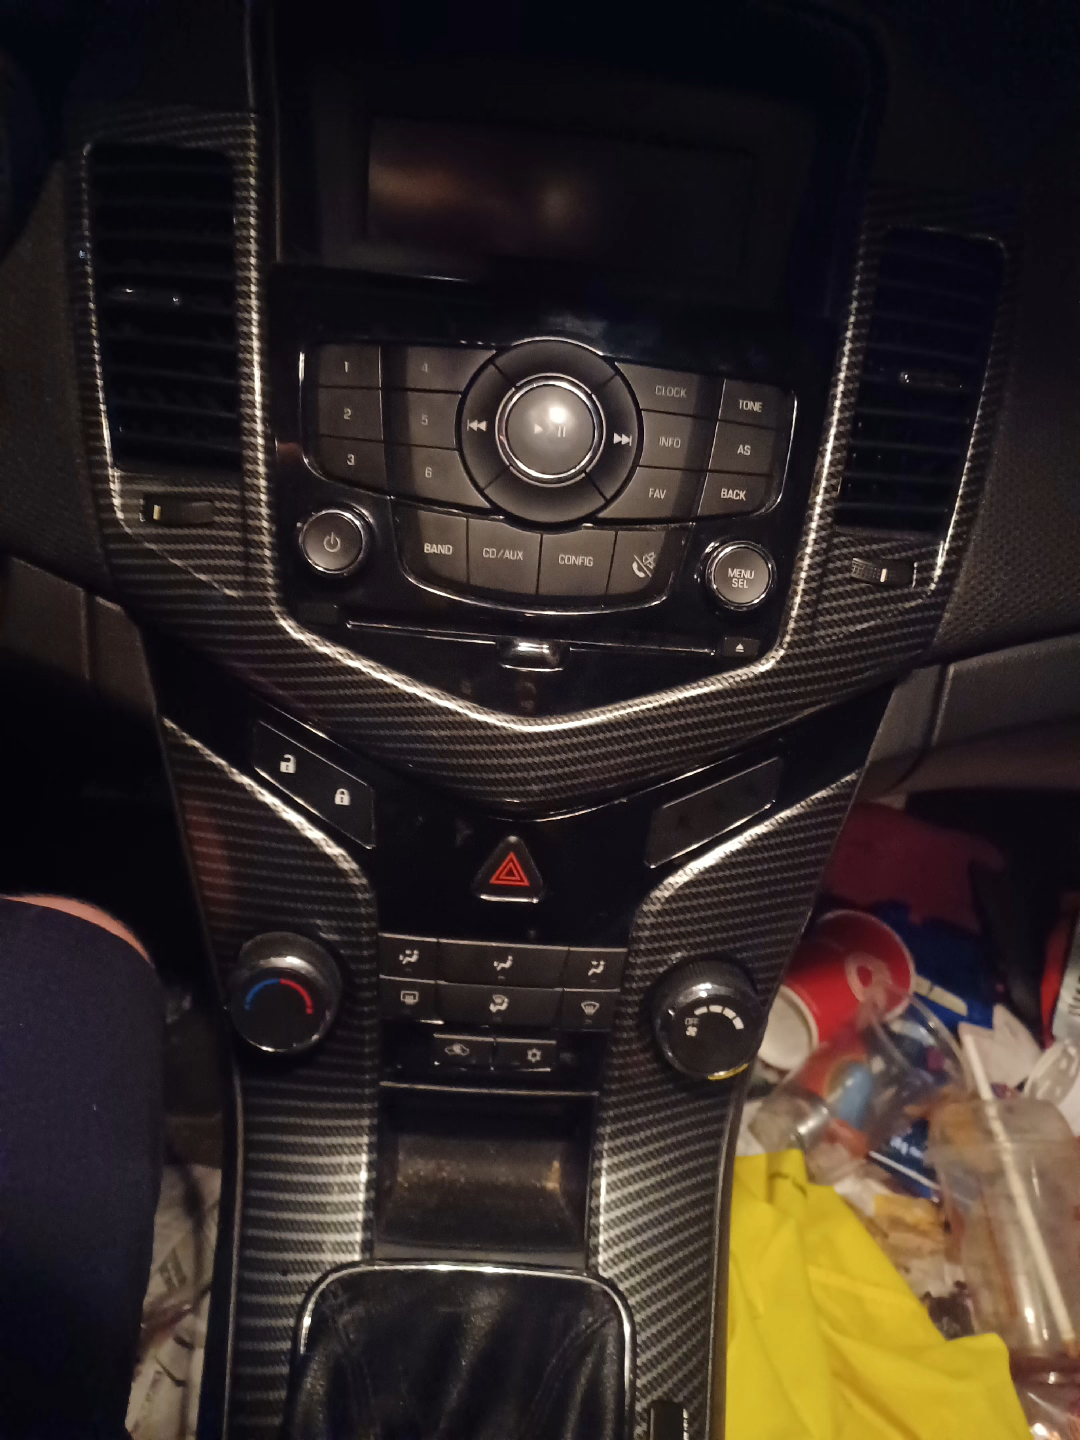 1
4
CLOCK
TONE
2
5
INFO
AS
3
6
FAV
BACK
BAND
CD/AUX
CONFIG
MENU
SEL
OFF